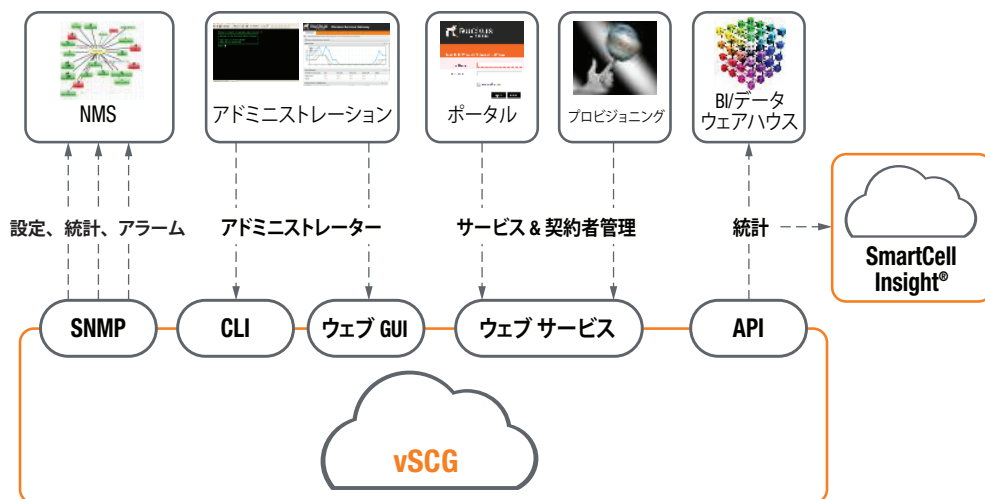 NMS
アドミニストレーション
RUCKUS
ポータル
プロビジョニング
BI/データ
ウェアハウス
設定、統計、アラーム
アドミニストレーター
サービス & 契約者管理
統計
SmartCell
Insight®
SNMP
CLI
ウェブ GUI
ウェブ サービス
API
vSCG